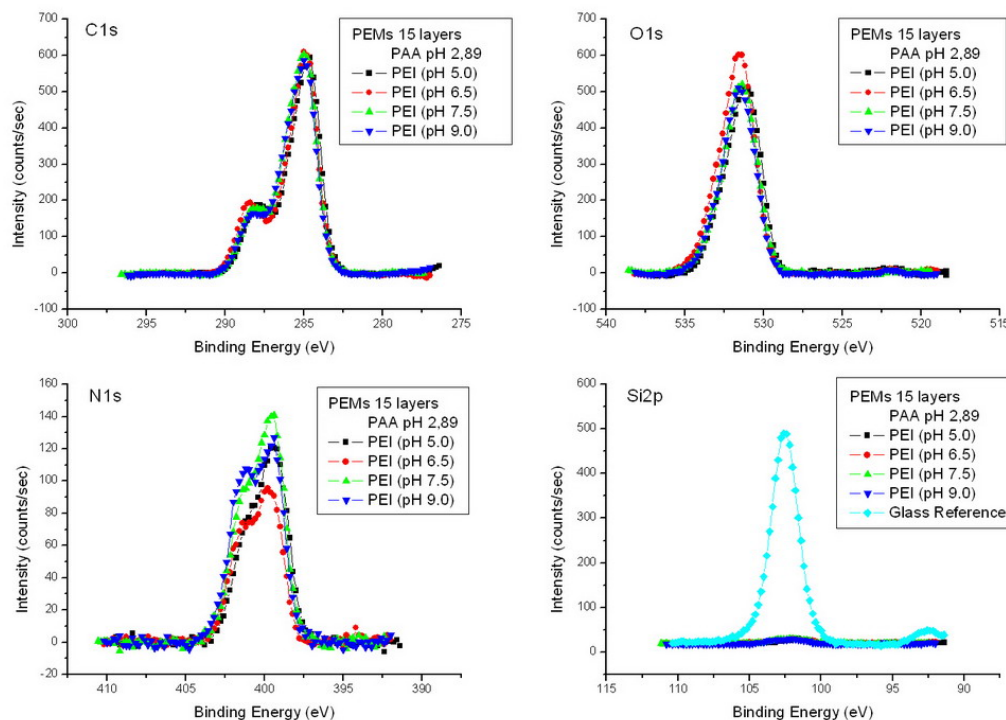 C1s
PEMs 15 layers
PAA pH 2,89
PEI (pH 5.0)
PEI (pH 6.5)
PEI (pH 7.5)
PEI (pH 9.0)
Intensity (counts/sec)
700
600
500
400
300
200
100
0
-100
300 295 290 285 280 275
Binding Energy (eV)
O1s
PEMs 15 layers
PAA pH 2,89
PEI (pH 5.0)
PEI (pH 6.5)
PEI (pH 7.5)
PEI (pH 9.0)
Intensity (counts/sec)
700
600
500
400
300
200
100
0
-100
540 535 530 525 520 515
Binding Energy (eV)
N1s
PEMs 15 layers
PAA pH 2,89
PEI (pH 5.0)
PEI (pH 6.5)
PEI (pH 7.5)
PEI (pH 9.0)
Intensity (counts/sec)
160
140
120
100
80
60
40
20
0
-20
410 405 400 395 390
Binding Energy (eV)
Si2p
PEMs 15 layers
PAA pH 2,89
PEI (pH 5.0)
PEI (pH 6.5)
PEI (pH 7.5)
PEI (pH 9.0)
Glass Reference
Intensity (counts/sec)
600
500
400
300
200
100
0
115 110 105 100 95 90
Binding Energy (eV)